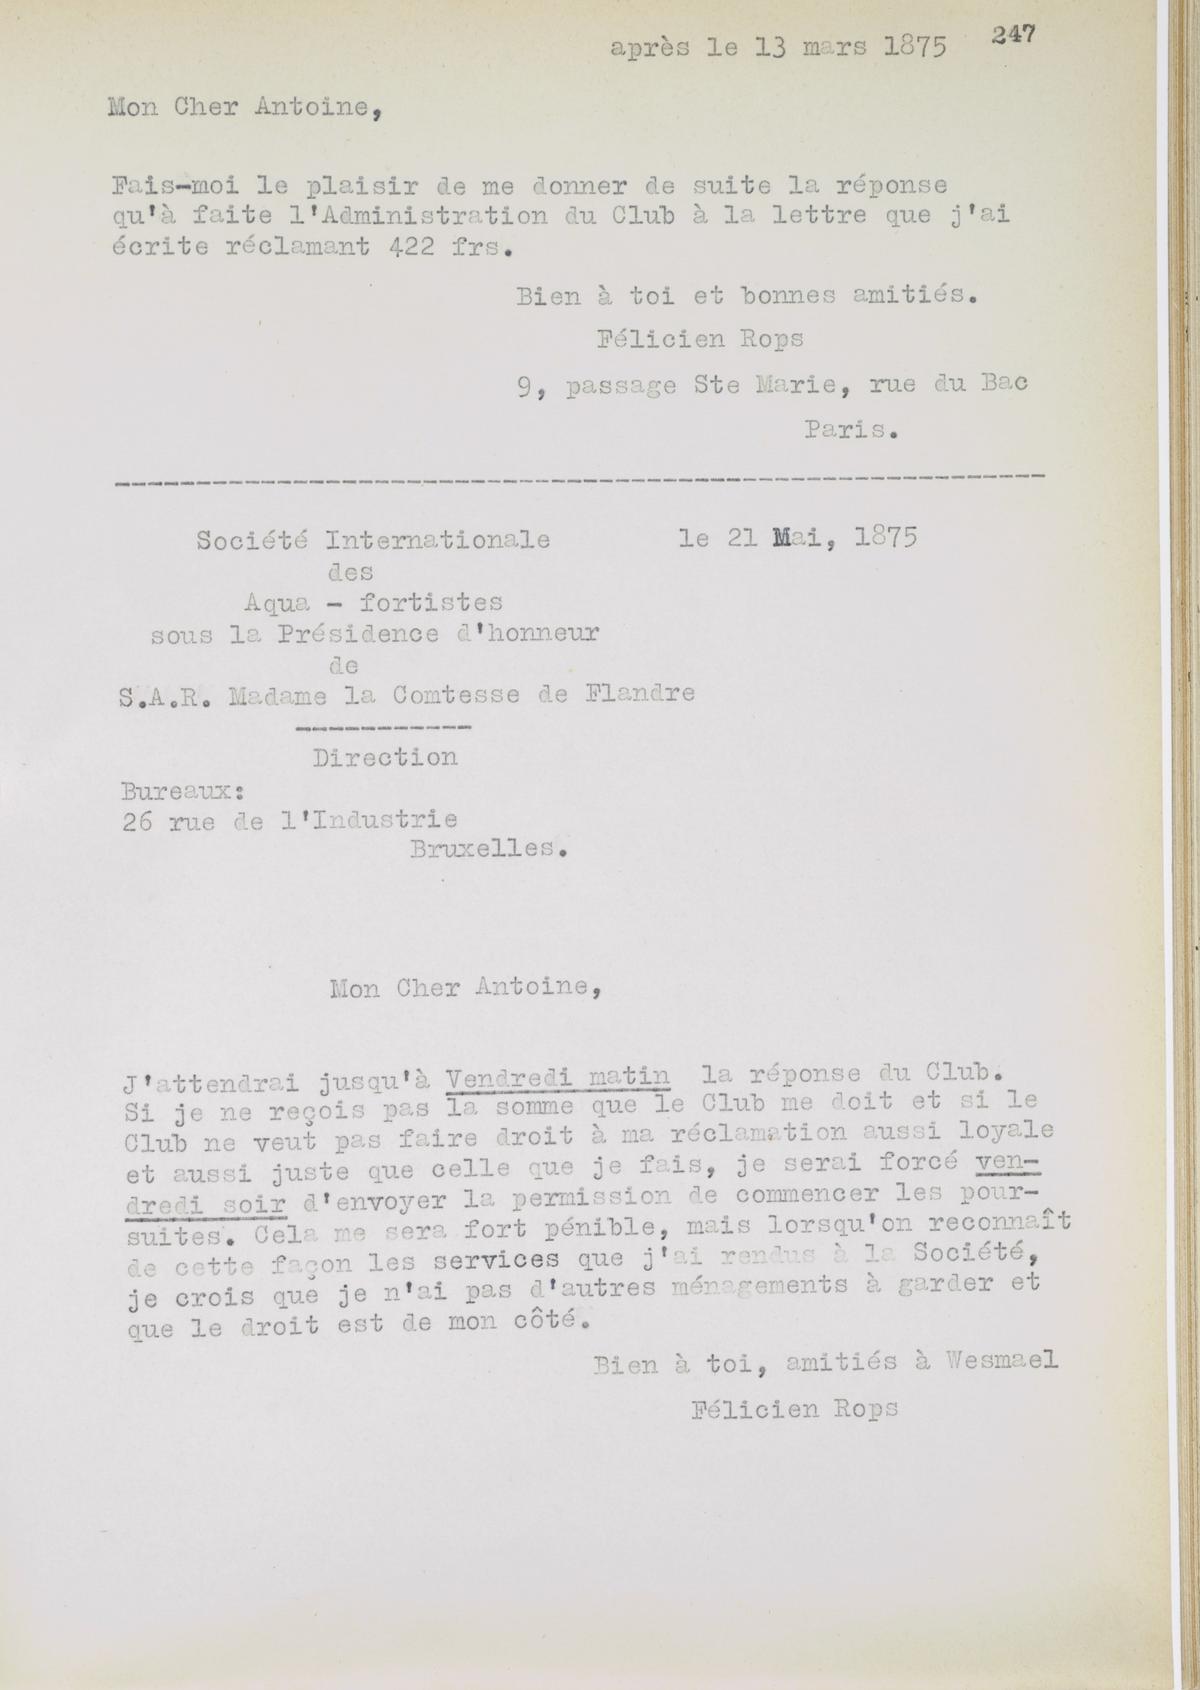 après le 13 mars 1875 247
Mon Cher Antoine,
Fais-moi le plaisir de me donner de suite la réponse
qu'à faite l'Administration du Club à la lettre que j'ai
écrite réclamant 422 frs.
Bien à toi et bonnes amitiés.
Félicien Rops
9, passage Ste Marie, rue du Bac
Paris.
Société Internationale le 21 Mai, 1875
des
Aqua - fortistes
sous la Présidence d'honneur
de
S.A.R. Madame la Comtesse de Flandre
Direction
Bureaux:
26 rue de l'Industrie
Bruxelles.
Mon Cher Antoine,
J'attendrai jusqu'à Vendredi matin la réponse du Club.
Si je ne reçois pas la somme que le Club me doit et si le
Club ne veut pas faire droit à ma réclamation aussi loyale
et aussi juste que celle que je fais, je serai forcé ven-
dredi soir d'envoyer la permission de commencer les pour-
suites. Cela me sera fort pénible, mais lorsqu'on reconnaît
de cette façon les services que j'ai rendus à la Société,
je crois que je n'ai pas d'autres ménagements à garder et
que le droit est de mon côté.
Bien à toi, amitiés à Wesmael
Félicien Rops